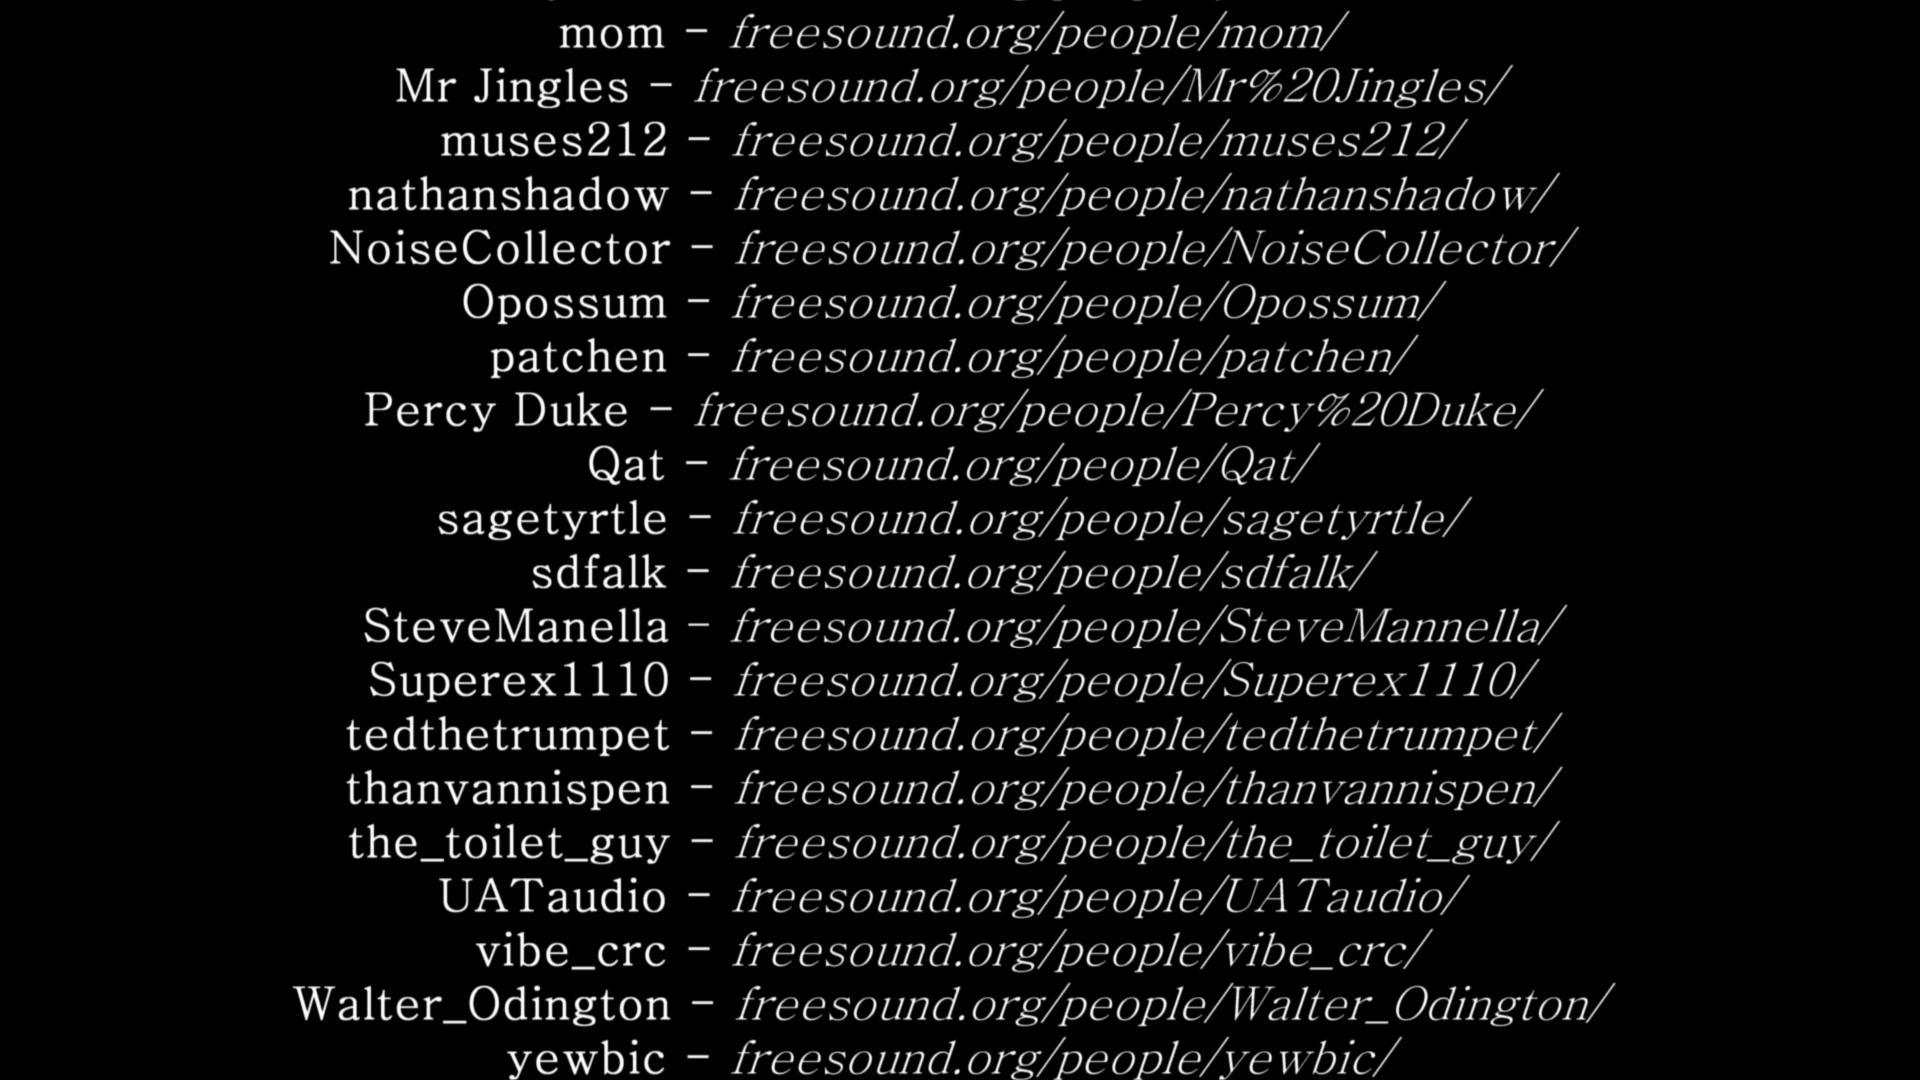 mom - freesound.org/people/mom/
Mr Jingles - freesound.org/people/Mr%20Jingles/
muses212 - freesound.org/people/muses212/
nathanshadow - freesound.org/people/nathanshadow/
NoiseCollector - freesound.org/people/NoiseCollector/
Opossum - freesound.org/people/Opossum/
patchen - freesound.org/people/patchen/
Percy Duke - freesound.org/people/Percy%20Duke/
Qat - freesound.org/people/Qat/
sagetyrtle - freesound.org/people/sagetyrtle/
sdfalk - freesound.org/people/sdfalk/
SteveManella - freesound.org/people/SteveMannella/
Superex1110 - freesound.org/people/Superex1110/
tedthetrumpet - freesound.org/people/tedthetrumpet/
thanvannispen - freesound.org/people/thanvannispen/
the_toilet_guy - freesound.org/people/the_toilet_guy/
UATaudio - freesound.org/people/UATaudio/
vibe_crc - freesound.org/people/vibe_crc/
Walter_Odington - freesound.org/people/Walter_Odington/
yewbic - freesound.org/people/yewbic/